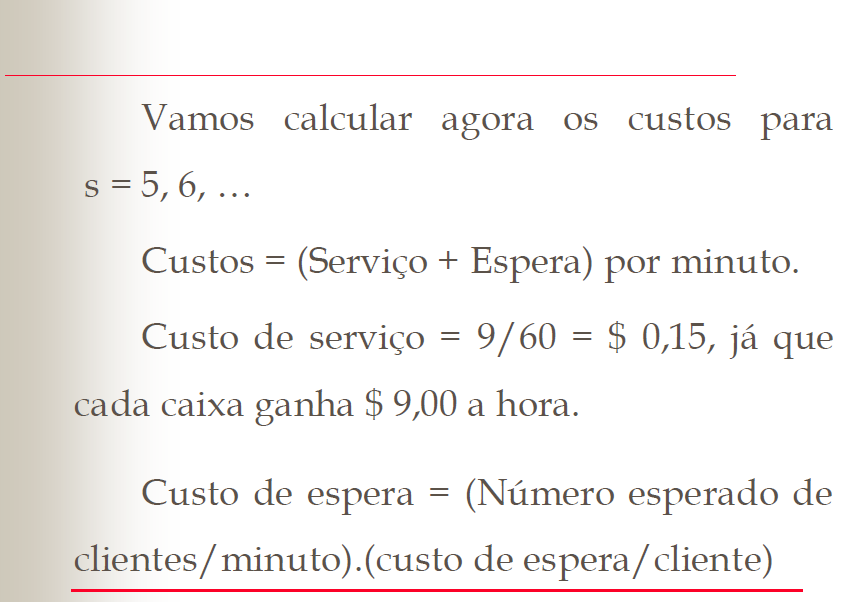 Vamos calcular agora os custos para
s = 5, 6, …
Custos = (Serviço + Espera) por minuto.
Custo de serviço = 9/60 = $ 0,15, já que
cada caixa ganha $ 9,00 a hora.
Custo de espera = (Número esperado de
clientes/minuto).(custo de espera/cliente)